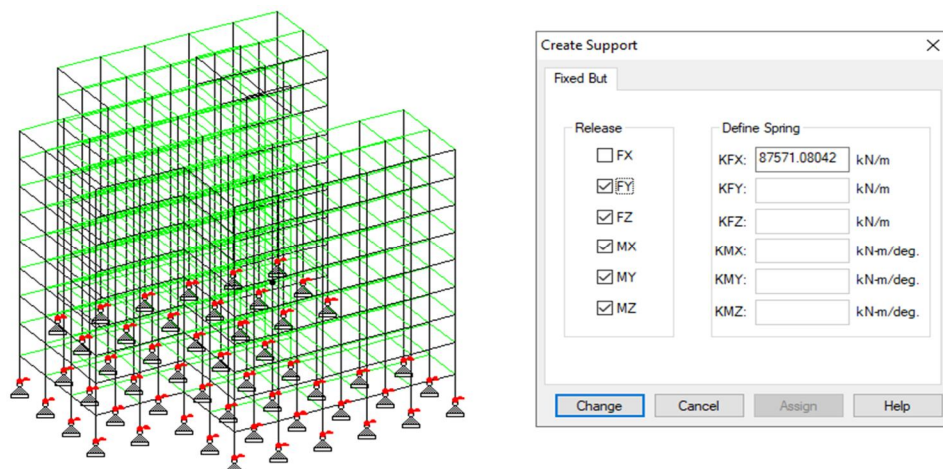 Create Support
Fixed But
Release
FX
FY
FZ
MX
MY
MZ
Define Spring
KFX: 87571.08042 kN/m
KFY: kN/m
KFZ: kN/m
KMX: kN-m/deg.
KMY: kN-m/deg.
KMZ: kN-m/deg.
Change Cancel Assign Help